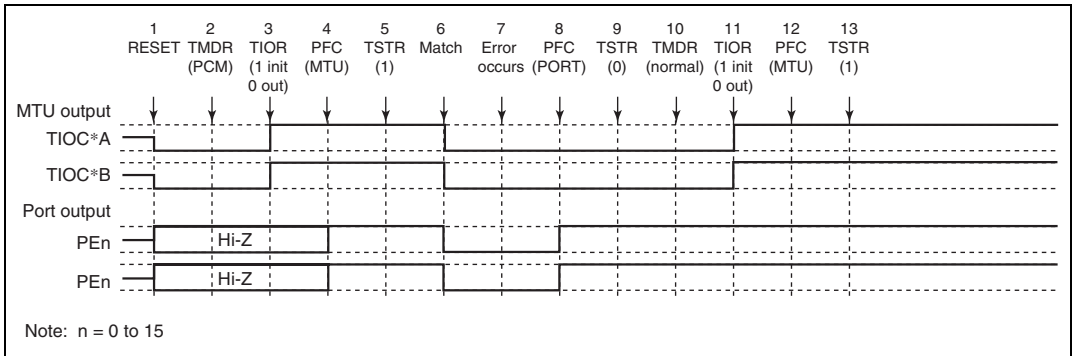 1 2 3 4 5 6 7 8 9 10 11 12 13
RESET TMDR TIOR PFC TSTR Match Error PFC TSTR TMDR TIOR PFC TSTR
(PCM) (1 init (MTU) (1) occurs (PORT) (0) (normal) (1 init (MTU) (1)
0 out) 0 out)
MTU output
TIOC*A
TIOC*B
Port output
PEn Hi-Z
PEn Hi-Z
Note: n = 0 to 15